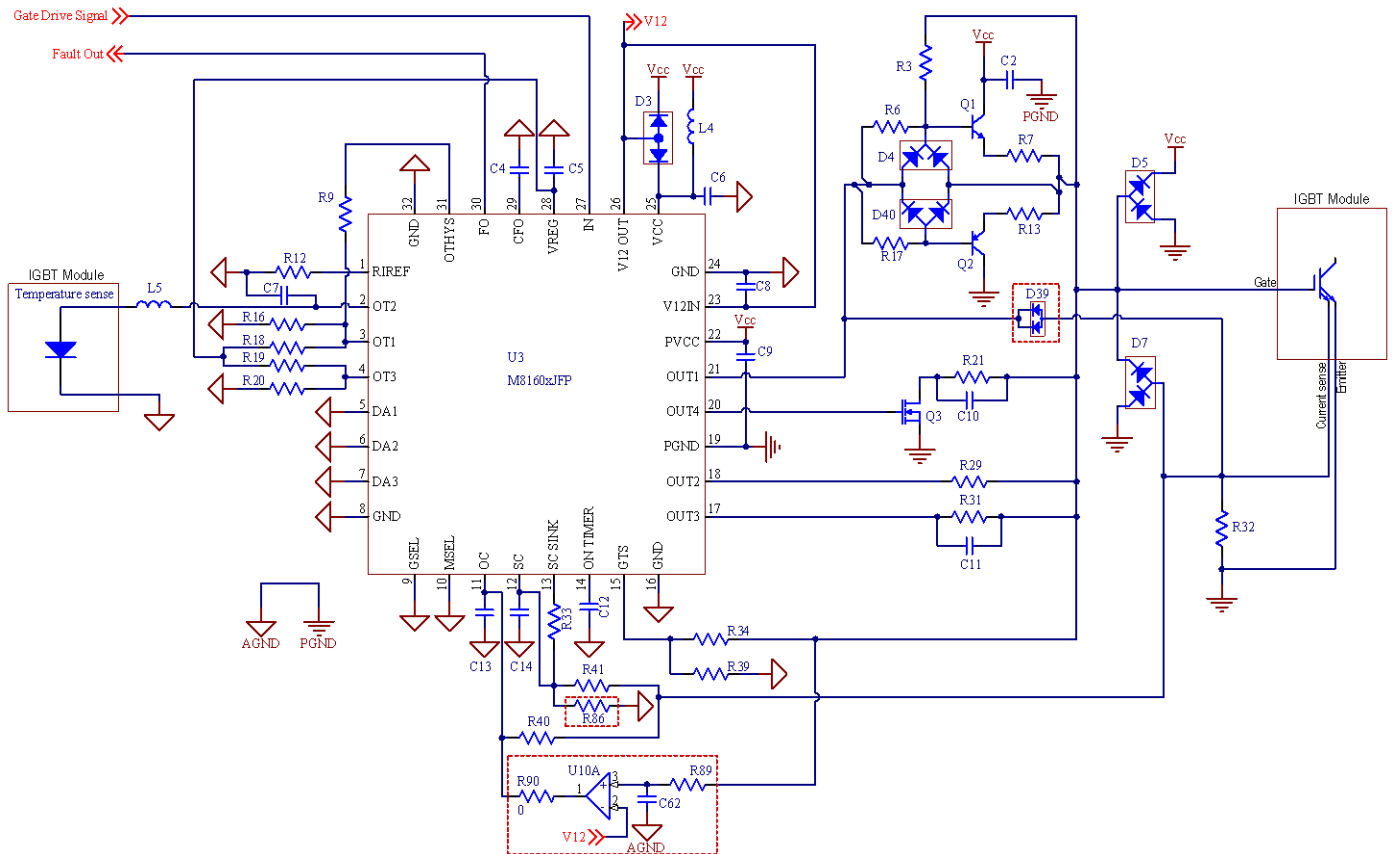 Gate Drive Signal
Fault Out
V12
Vcc
Vcc
D3
L4
C4
C5
C6
R9
R3
Vcc
C2
PGND
R6
Q1
R7
D4
D40
R13
R17
Q2
D5
Vcc
IGBT Module
Gate
Current sense
Emitter
32
GND
31
OTHYS
30
FO
29
CFO
28
VREG
27
IN
26
V12 OUT
25
VCC
IGBT Module
Temperature sense
L5
R12
C7
R16
R18
R19
R20
1 RIREF
2 OT2
3 OT1
4 OT3
5 DA1
6 DA2
7 DA3
8 GND
U3
M8160xJFP
GND 24
V12IN 23
PVCC 22
OUT1 21
OUT4 20
PGND 19
OUT2 18
OUT3 17
C8
Vcc
C9
D39
R21
C10
Q3
D7
R29
R31
C11
R32
GSEL
9
MSEL
10
OC
11
SC
12
SC SINK
13
ON TIMER
14
GTS
15
GND
16
AGND
PGND
C13
C14
R33
C12
R34
R39
R41
R86
R40
R90
0
U10A
1
+ 3
- 2
R89
C62
V12
AGND